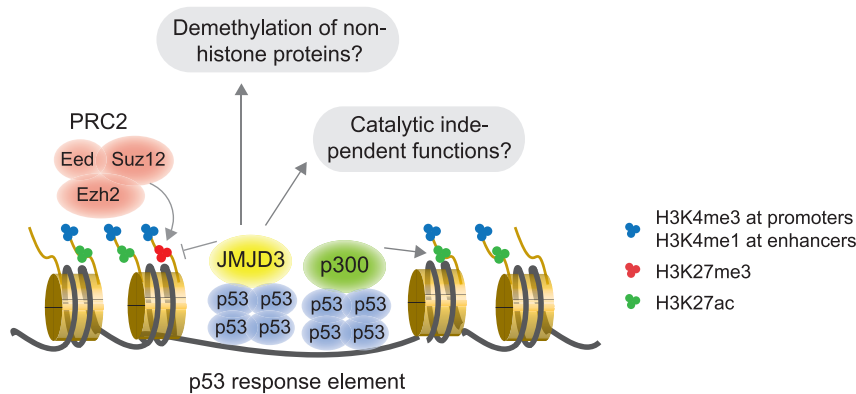 Demethylation of non-
histone proteins?
Catalytic inde-
pendent functions?
PRC2
Eed
Suz12
Ezh2
JMJD3
p300
p53 p53
p53 p53
p53 p53
p53 p53
p53 response element
H3K4me3 at promoters
H3K4me1 at enhancers
H3K27me3
H3K27ac